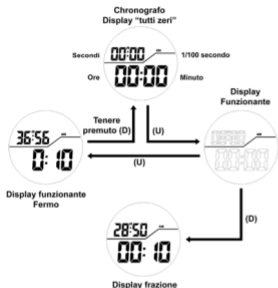 Chronografo
Display "tutti zeri"
Secondi
00:00
1/100 secondo
Ore
00:00
Minuto
Display
Funzionante
Tenere
premuto (D)
(U)
36:56
0: 10
(U)
Display funzionante
Fermo
(D)
28:50
00: 10
Display frazione